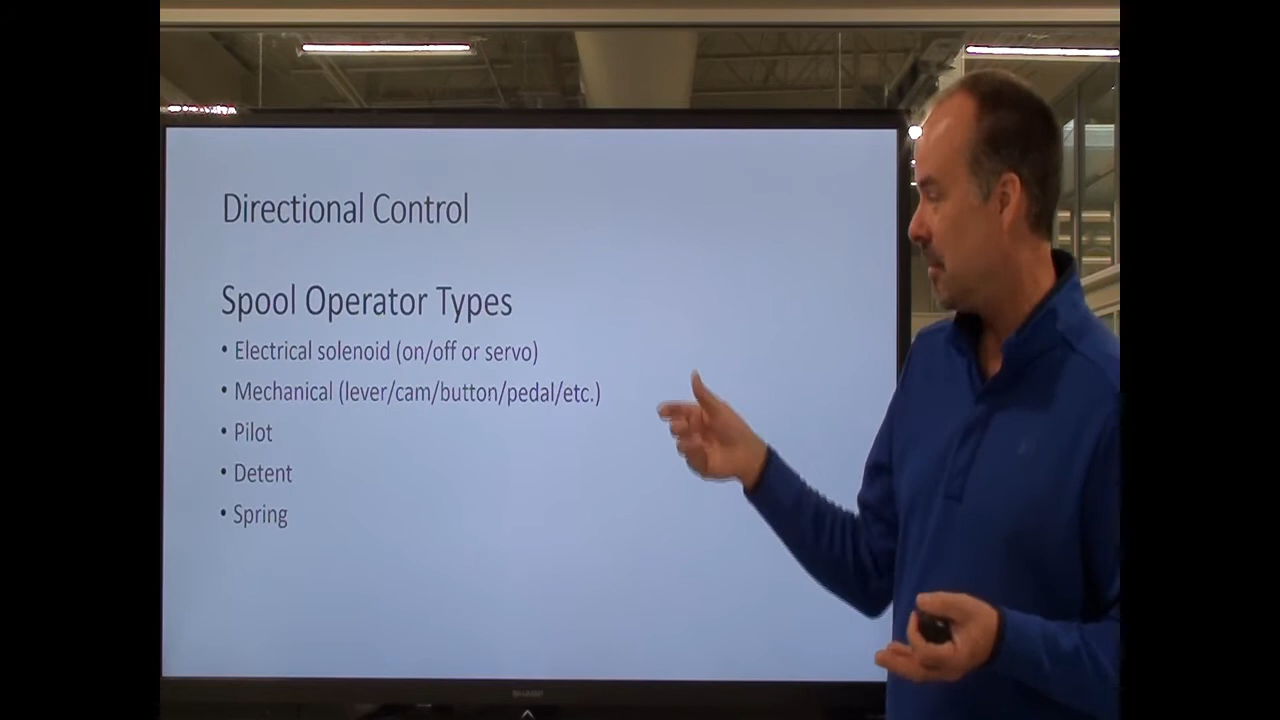 Directional Control
Spool Operator Types
• Electrical solenoid (on/off or servo)
• Mechanical (lever/cam/button/pedal/etc.)
• Pilot
• Detent
• Spring
SHARP